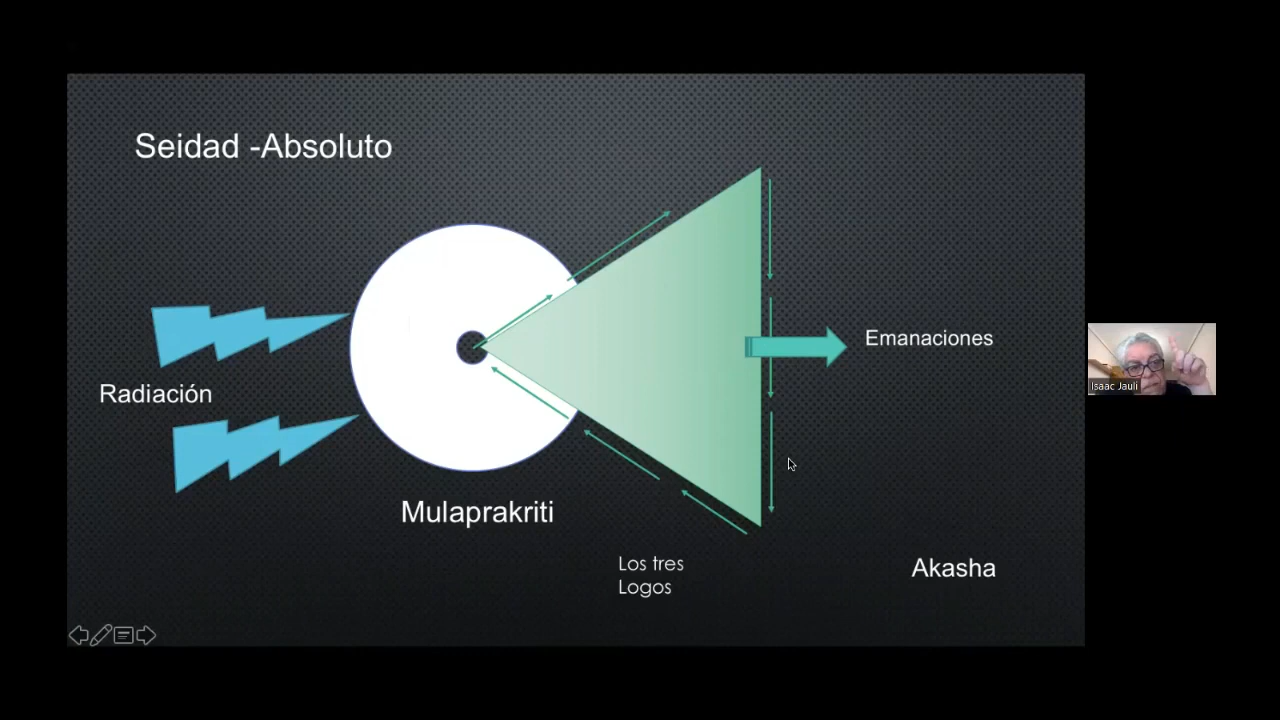 Seidad -Absoluto
Emanaciones
Isaac Jauli
Radiación
Mulaprakriti
Los tres
Logos
Akasha